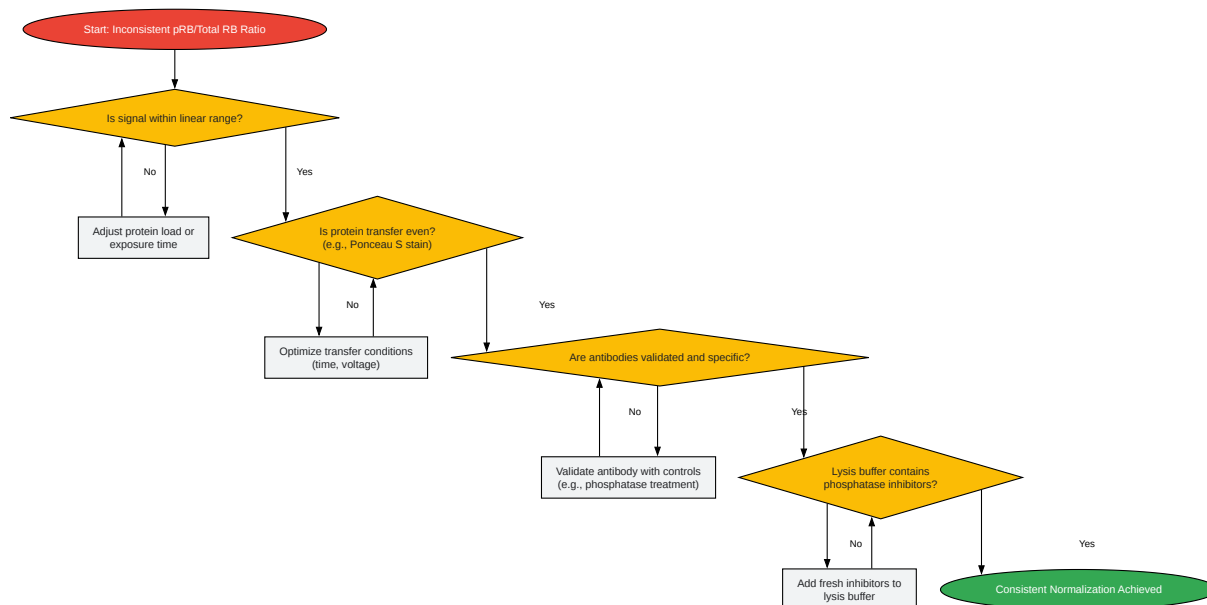 Start: Inconsistent pRB/Total RB Ratio
Is signal within linear range?
No
Yes
Adjust protein load or
exposure time
Is protein transfer even?
(e.g., Ponceau S stain)
No
Yes
Optimize transfer conditions
(time, voltage)
Are antibodies validated and specific?
No
Yes
Validate antibody with controls
(e.g., phosphatase treatment)
Lysis buffer contains
phosphatase inhibitors?
No
Yes
Add fresh inhibitors to
lysis buffer
Consistent Normalization Achieved